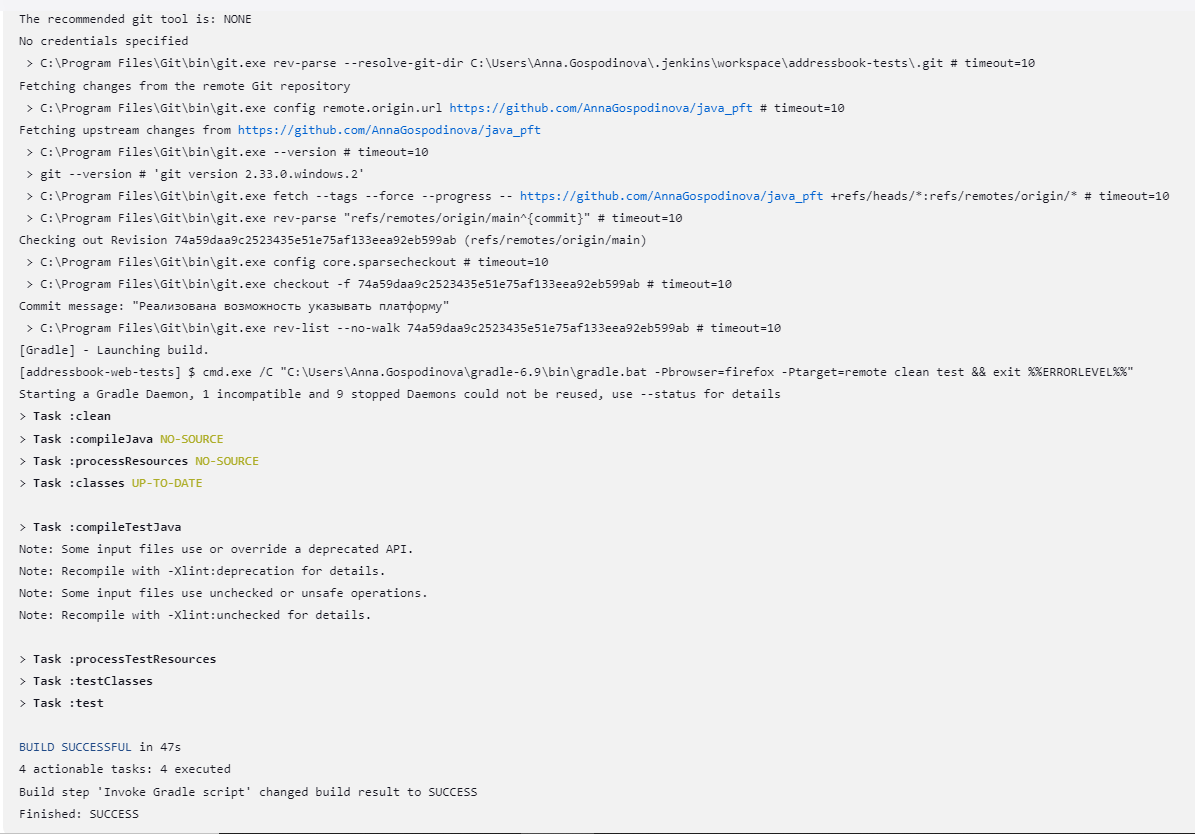 The recommended git tool is: NONE
No credentials specified
> C:\Program Files\Git\bin\git.exe rev-parse --resolve-git-dir C:\Users\Anna.Gospodinova\.jenkins\workspace\addressbook-tests\.git # timeout=10
Fetching changes from the remote Git repository
> C:\Program Files\Git\bin\git.exe config remote.origin.url https://github.com/AnnaGospodinova/java_pft # timeout=10
Fetching upstream changes from https://github.com/AnnaGospodinova/java_pft
> C:\Program Files\Git\bin\git.exe --version # timeout=10
> git --version # 'git version 2.33.0.windows.2'
> C:\Program Files\Git\bin\git.exe fetch --tags --force --progress -- https://github.com/AnnaGospodinova/java_pft +refs/heads/*:refs/remotes/origin/* # timeout=10
> C:\Program Files\Git\bin\git.exe rev-parse "refs/remotes/origin/main^{commit}" # timeout=10
Checking out Revision 74a59daa9c2523435e51e75af133eea92eb599ab (refs/remotes/origin/main)
> C:\Program Files\Git\bin\git.exe config core.sparsecheckout # timeout=10
> C:\Program Files\Git\bin\git.exe checkout -f 74a59daa9c2523435e51e75af133eea92eb599ab # timeout=10
Commit message: "Реализована возможность указывать платформу"
> C:\Program Files\Git\bin\git.exe rev-list --no-walk 74a59daa9c2523435e51e75af133eea92eb599ab # timeout=10
[Gradle] - Launching build.
[addressbook-web-tests] $ cmd.exe /C "C:\Users\Anna.Gospodinova\gradle-6.9\bin\gradle.bat -Pbrowser=firefox -Ptarget=remote clean test && exit %%ERRORLEVEL%%"
Starting a Gradle Daemon, 1 incompatible and 9 stopped Daemons could not be reused, use --status for details
> Task :clean
> Task :compileJava NO-SOURCE
> Task :processResources NO-SOURCE
> Task :classes UP-TO-DATE
> Task :compileTestJava
Note: Some input files use or override a deprecated API.
Note: Recompile with -Xlint:deprecation for details.
Note: Some input files use unchecked or unsafe operations.
Note: Recompile with -Xlint:unchecked for details.
> Task :processTestResources
> Task :testClasses
> Task :test
BUILD SUCCESSFUL in 47s
4 actionable tasks: 4 executed
Build step 'Invoke Gradle script' changed build result to SUCCESS
Finished: SUCCESS